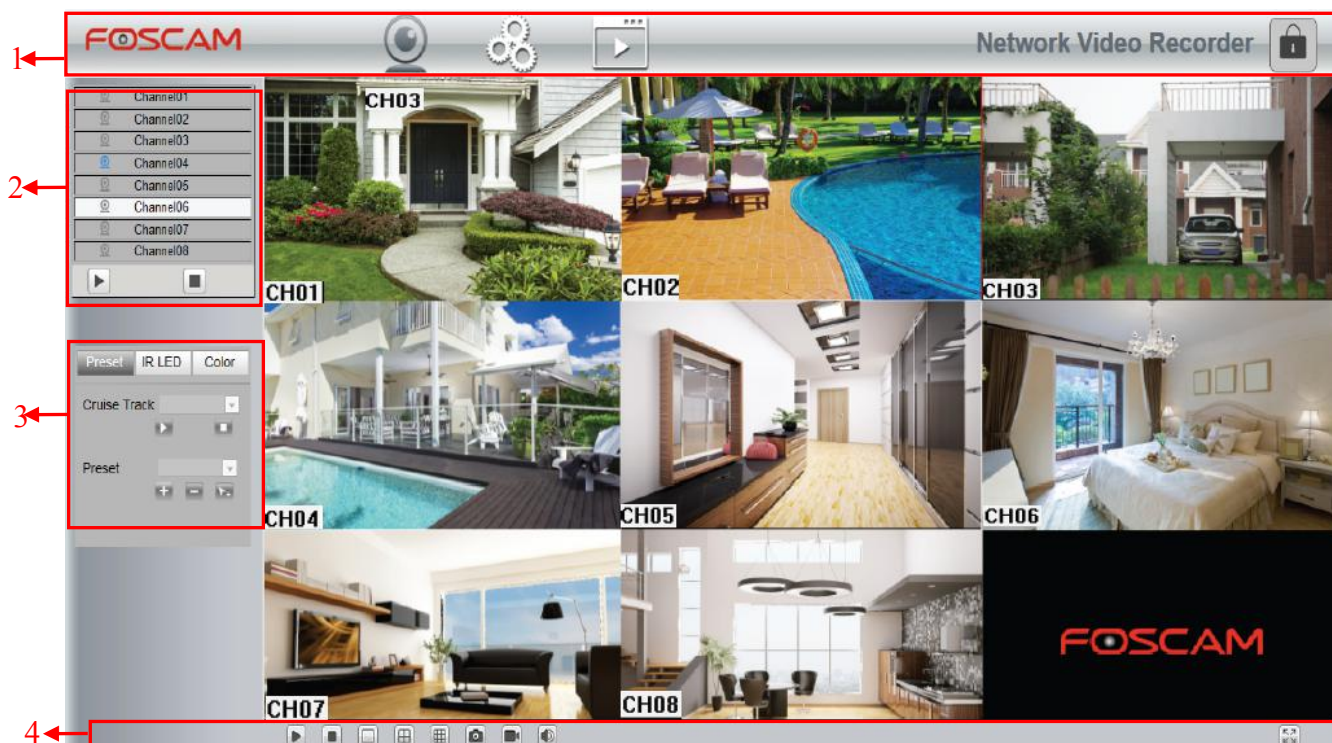 1
FOSCAM
Network Video Recorder
2
Channel01
Channel02
Channel03
Channel04
Channel05
Channel06
Channel07
Channel08
CH03
CH01
CH02
CH03
3
Preset IR LED Color
Cruise Track
Preset
CH04
CH05
CH06
CH07
CH08
FOSCAM
4